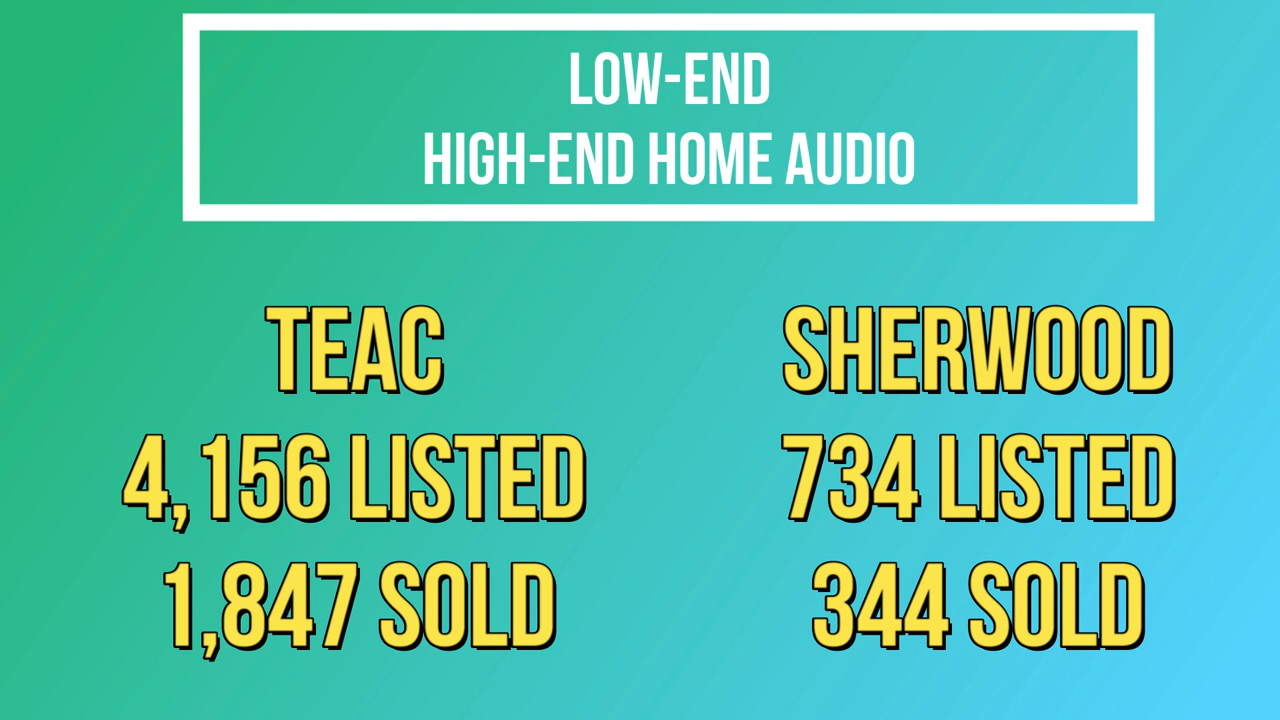 LOW-END
HIGH-END HOME AUDIO
TEAC
4,156 LISTED
1,847 SOLD
SHERWOOD
734 LISTED
344 SOLD